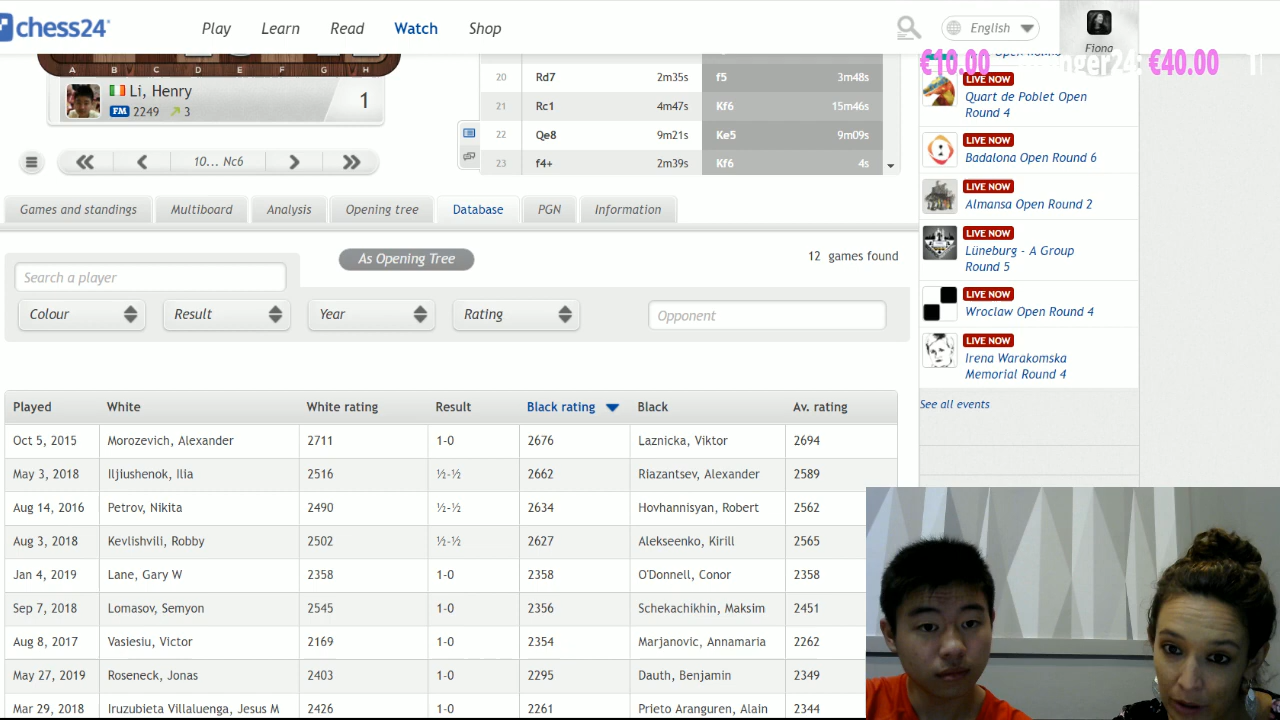 chess24
Play
Learn
Read
Watch
Shop
English
Fiona
€10.00
€40.00
A B C D E F G H
Li, Henry
FM 2249 3
1
10... Nc6
20 Rd7 2m35s f5 3m48s
21 Rc1 4m47s Kf6 15m46s
22 Qe8 9m21s Ke5 9m09s
23 f4+ 2m39s Kf6 4s
LIVE NOW
Quart de Poblet Open
Round 4
LIVE NOW
Badalona Open Round 6
LIVE NOW
Almansa Open Round 2
LIVE NOW
Lüneburg - A Group
Round 5
LIVE NOW
Wroclaw Open Round 4
LIVE NOW
Irena Warakomska
Memorial Round 4
See all events
Games and standings
Multiboard
Analysis
Opening tree
Database
PGN
Information
Search a player
As Opening Tree
12 games found
Colour
Result
Year
Rating
Opponent
Played White White rating Result Black rating Black Av. rating
Oct 5, 2015 Morozevich, Alexander 2711 1-0 2676 Laznicka, Viktor 2694
May 3, 2018 Iljiushenok, Ilia 2516 ½-½ 2662 Riazantsev, Alexander 2589
Aug 14, 2016 Petrov, Nikita 2490 ½-½ 2634 Hovhannisyan, Robert 2562
Aug 3, 2018 Kevlishvili, Robby 2502 ½-½ 2627 Alekseenko, Kirill 2565
Jan 4, 2019 Lane, Gary W 2358 1-0 2358 O'Donnell, Conor 2358
Sep 7, 2018 Lomasov, Semyon 2545 1-0 2356 Schekachikhin, Maksim 2451
Aug 8, 2017 Vasiesiu, Victor 2169 1-0 2354 Marjanovic, Annamaria 2262
May 27, 2019 Roseneck, Jonas 2403 1-0 2295 Dauth, Benjamin 2349
Mar 29, 2018 Iruzubieta Villaluenga, Jesus M 2426 1-0 2261 Prieto Aranguren, Alain 2344